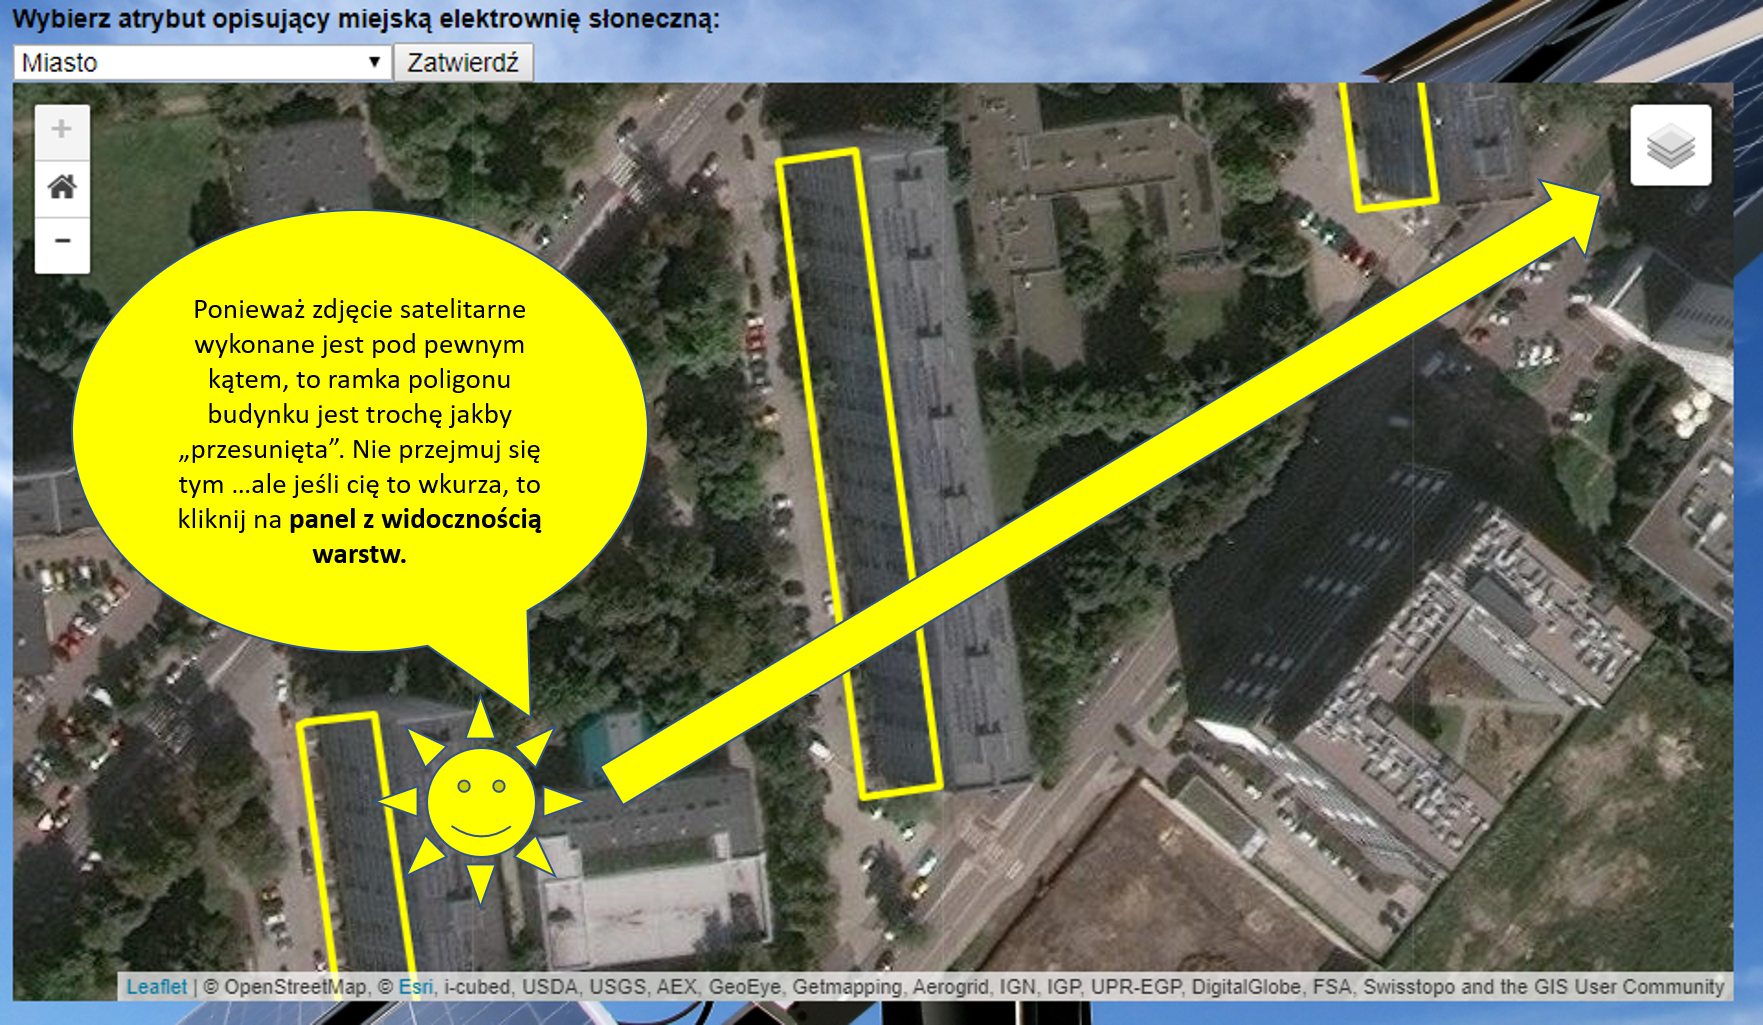 Wybierz atrybut opisujący miejską elektrownię słoneczną:
Miasto
Zatwierdź
+
−
Ponieważ zdjęcie satelitarne
wykonane jest pod pewnym
kątem, to ramka poligonu
budynku jest trochę jakby
„przesunięta”. Nie przejmuj się
tym …ale jeśli cię to wkurza, to
kliknij na panel z widocznością
warstw.
Leaflet | © OpenStreetMap, © Esri, i-cubed, USDA, USGS, AEX, GeoEye, Getmapping, Aerogrid, IGN, IGP, UPR-EGP, DigitalGlobe, FSA, Swisstopo and the GIS User Community